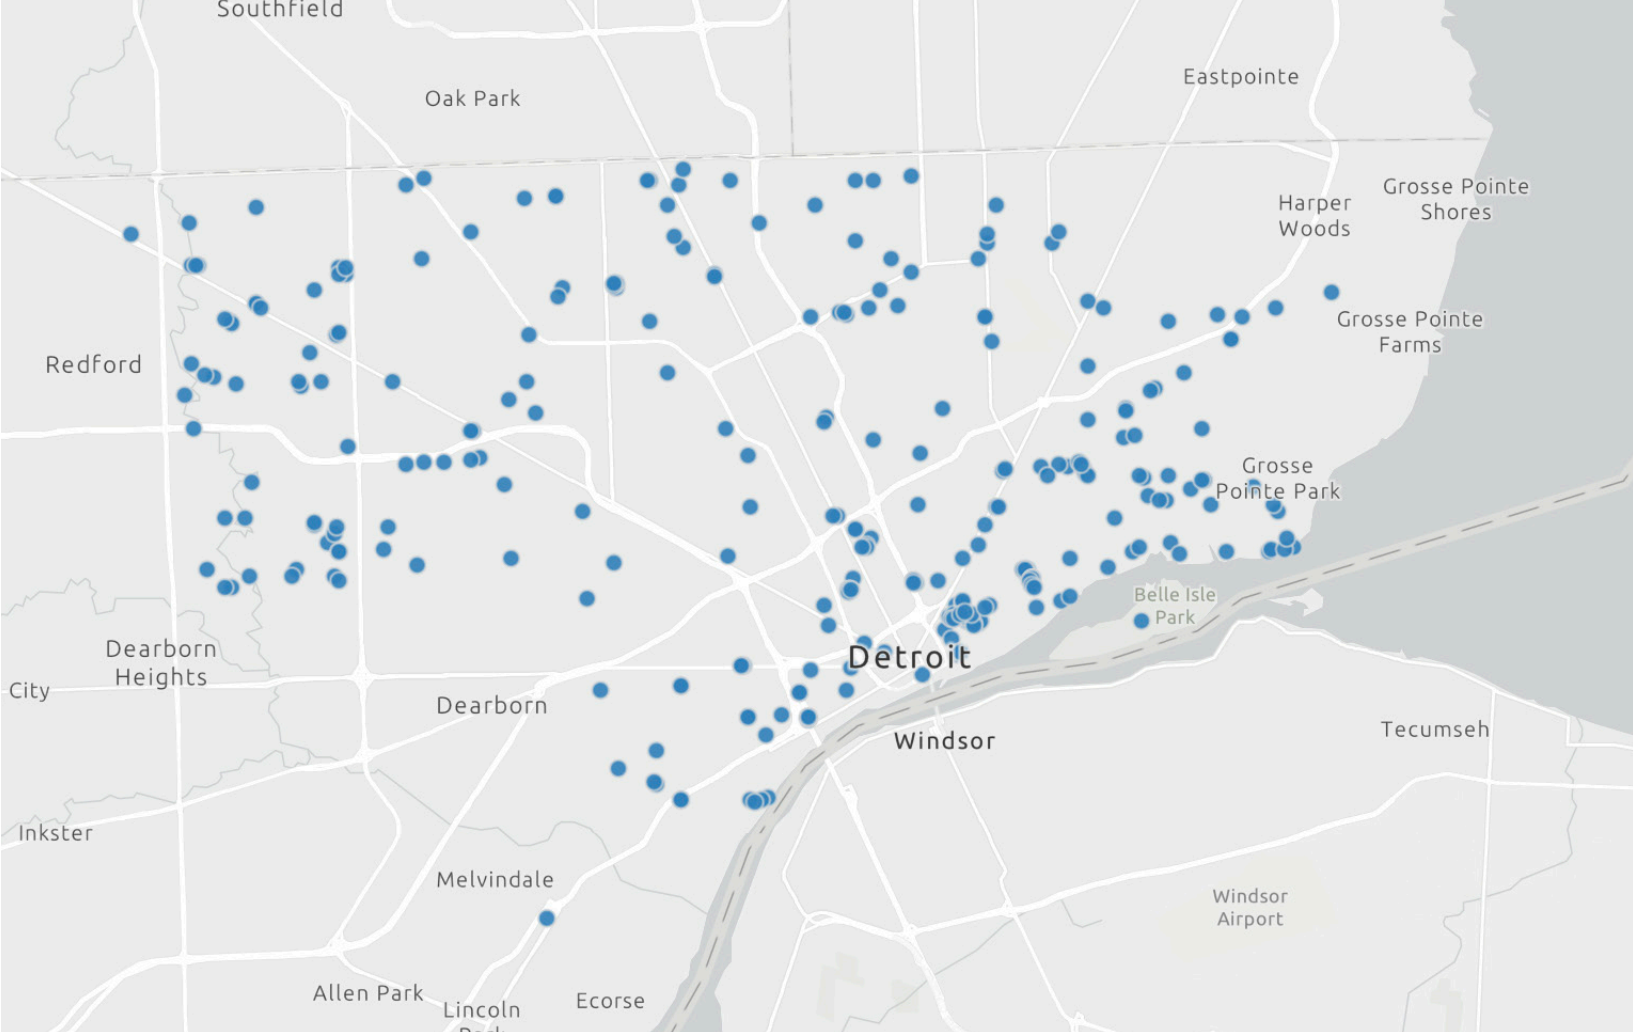 Southfield
Oak Park
Eastpointe
Grosse Pointe
Shores
Harper
Woods
Grosse Pointe
Farms
Redford
Grosse
Pointe Park
Belle Isle
Park
Dearborn
Heights
Detroit
City
Dearborn
Windsor
Tecumseh
Inkster
Melvindale
Windsor
Airport
Allen Park
Lincoln
Park
Ecorse